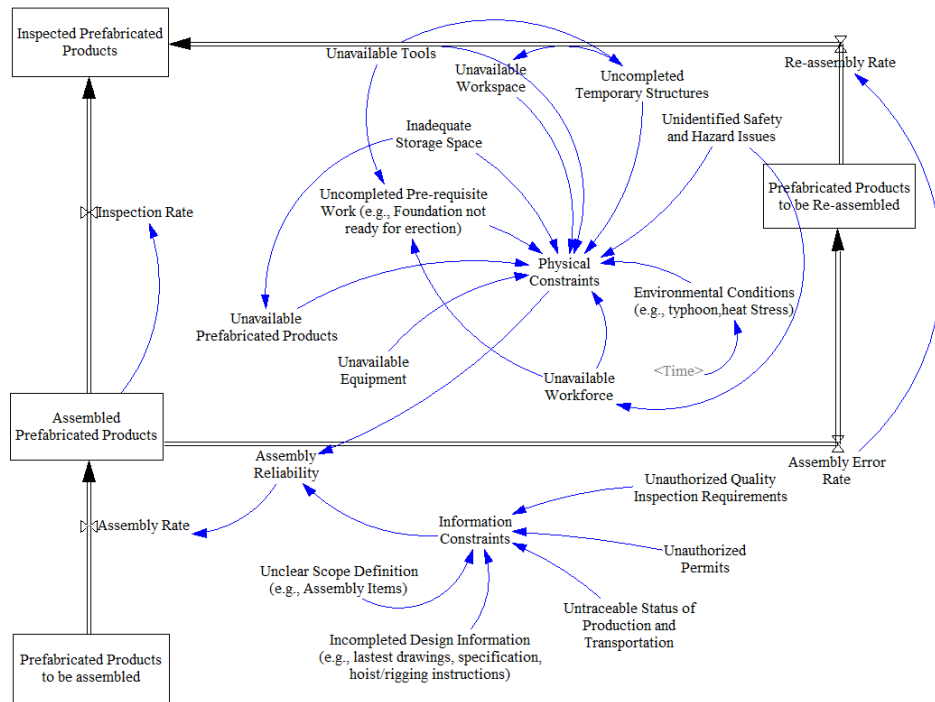 Inspected Prefabricated
Products
Unavailable Tools
Unavailable
Workspace
Uncompleted
Temporary Structures
Re-assembly Rate
Inadequate
Storage Space
Unidentified Safety
and Hazard Issues
Uncompleted Pre-requisite
Work (e.g., Foundation not
ready for erection)
Prefabricated Products
to be Re-assembled
Inspection Rate
Physical
Constraints
Environmental Conditions
(e.g., typhoon,heat Stress)
Unavailable
Prefabricated Products
Unavailable
Equipment
Unavailable
Workforce
<Time>
Assembled
Prefabricated Products
Assembly
Reliability
Assembly Error
Rate
Unauthorized Quality
Inspection Requirements
Assembly Rate
Information
Constraints
Unauthorized
Permits
Unclear Scope Definition
(e.g., Assembly Items)
Untraceable Status of
Production and
Transportation
Incompleted Design Information
(e.g., lastest drawings, specification,
hoist/rigging instructions)
Prefabricated Products
to be assembled